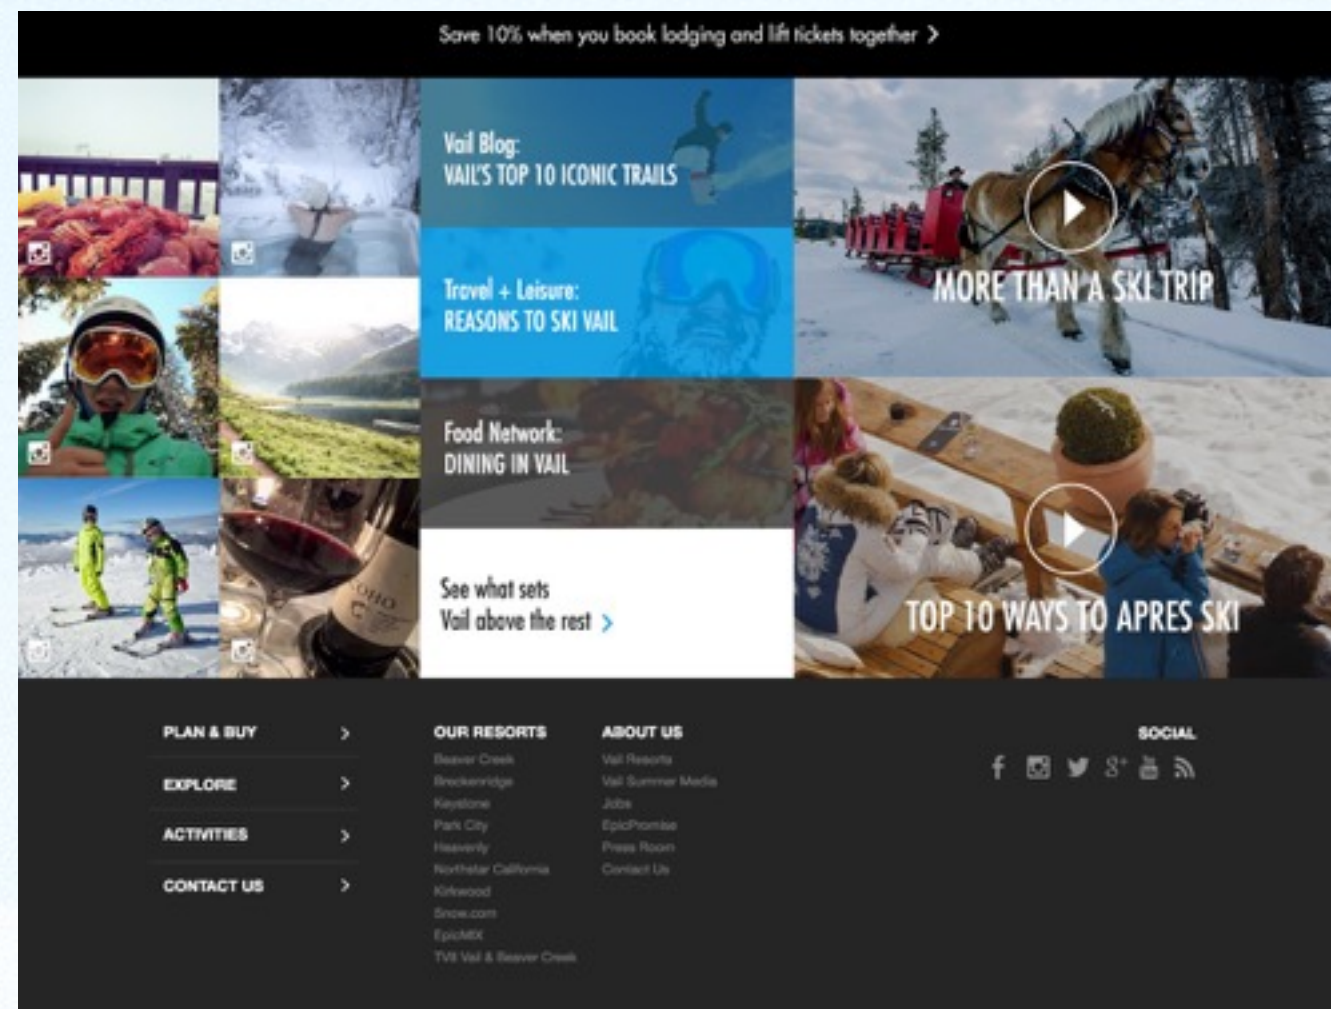 Save 10% when you book lodging and lift tickets together >
Vail Blog:
VAIL'S TOP 10 ICONIC TRAILS
Travel + Leisure:
REASONS TO SKI VAIL
Food Network:
DINING IN VAIL
See what sets
Vail above the rest >
MORE THAN A SKI TRIP
TOP 10 WAYS TO APRES SKI
PLAN & BUY >
EXPLORE >
ACTIVITIES >
CONTACT US >
OUR RESORTS
Beaver Creek
Breckenridge
Keystone
Park City
Heavenly
Northstar California
Kirkwood
Snow.com
EpicMIX
TV8 Vail & Beaver Creek
ABOUT US
Vail Resorts
Vail Summer Media
Jobs
EpicPromise
Press Room
Contact Us
SOCIAL